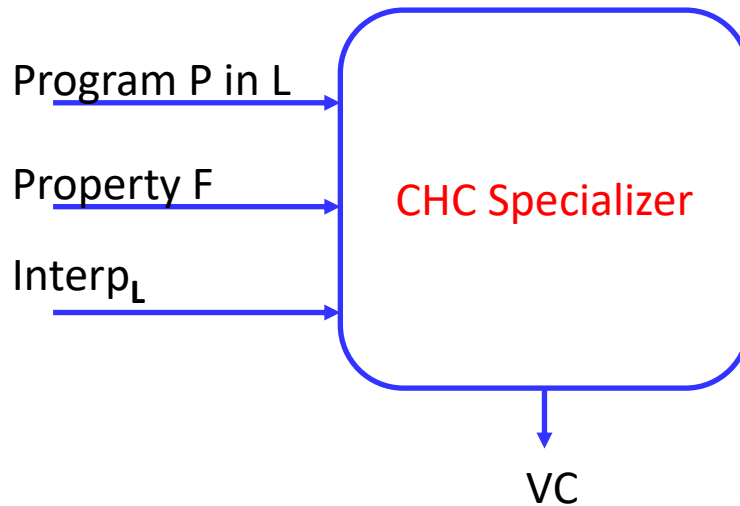 Program P in L
Property F
CHC Specializer
Interp_L
VC